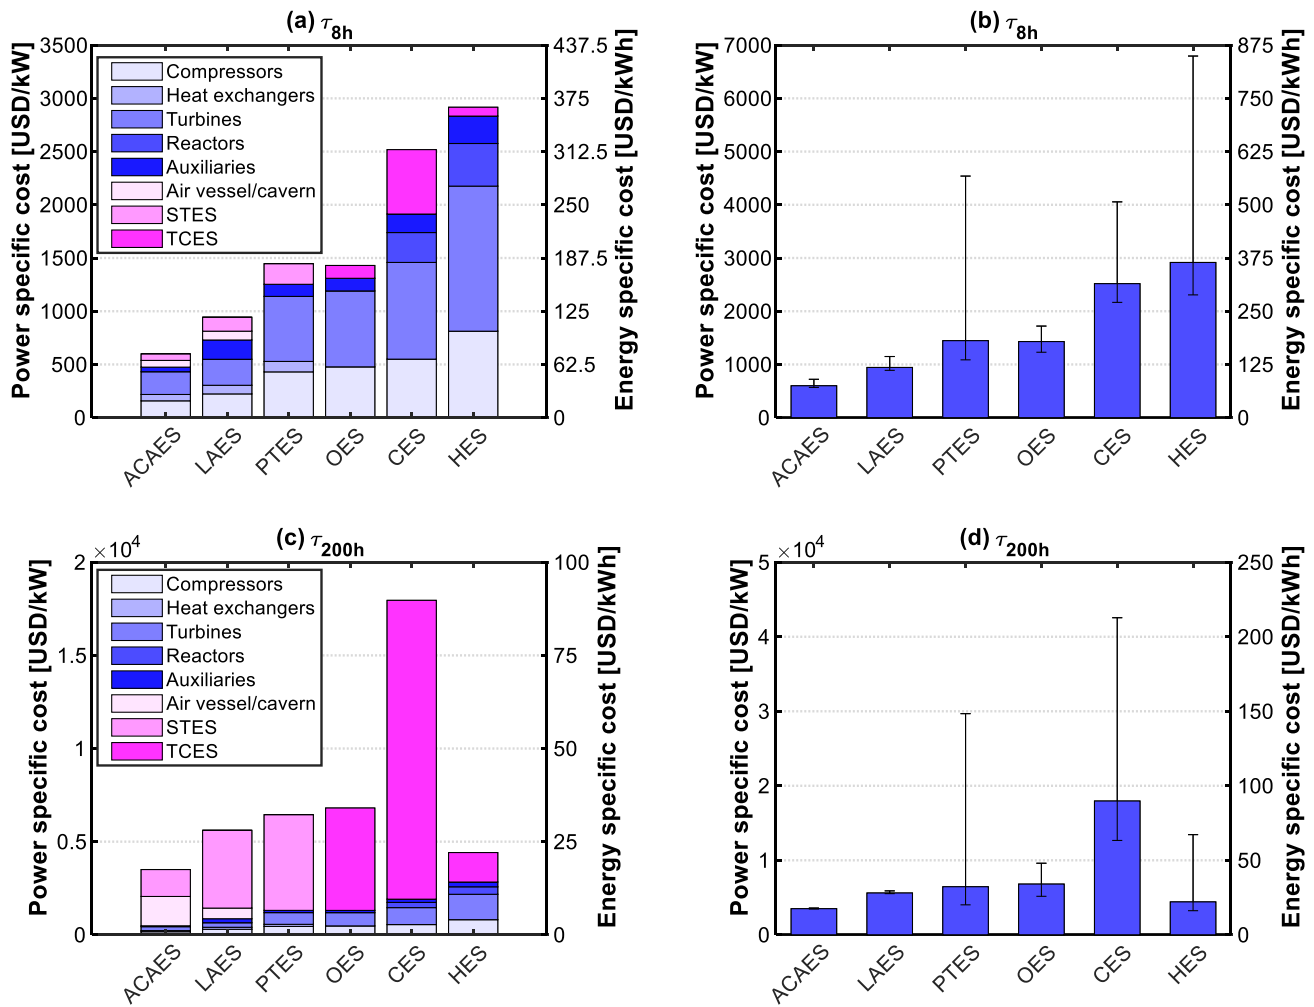 (a) τ8h
Power specific cost [USD/kW]
3500
3000
2500
2000
1500
1000
500
0
Compressors
Heat exchangers
Turbines
Reactors
Auxiliaries
Air vessel/cavern
STES
TCES
437.5
375
312.5
250
187.5
125
62.5
0
Energy specific cost [USD/kWh]
ACAES
LAES
PTES
OES
CES
HES
(b) τ8h
Power specific cost [USD/kW]
7000
6000
5000
4000
3000
2000
1000
0
875
750
625
500
375
250
125
0
Energy specific cost [USD/kWh]
ACAES
LAES
PTES
OES
CES
HES
(c) τ200h
×10^4
Power specific cost [USD/kW]
2
1.5
1
0.5
0
Compressors
Heat exchangers
Turbines
Reactors
Auxiliaries
Air vessel/cavern
STES
TCES
100
75
50
25
0
Energy specific cost [USD/kWh]
ACAES
LAES
PTES
OES
CES
HES
(d) τ200h
×10^4
Power specific cost [USD/kW]
5
4
3
2
1
0
250
200
150
100
50
0
Energy specific cost [USD/kWh]
ACAES
LAES
PTES
OES
CES
HES